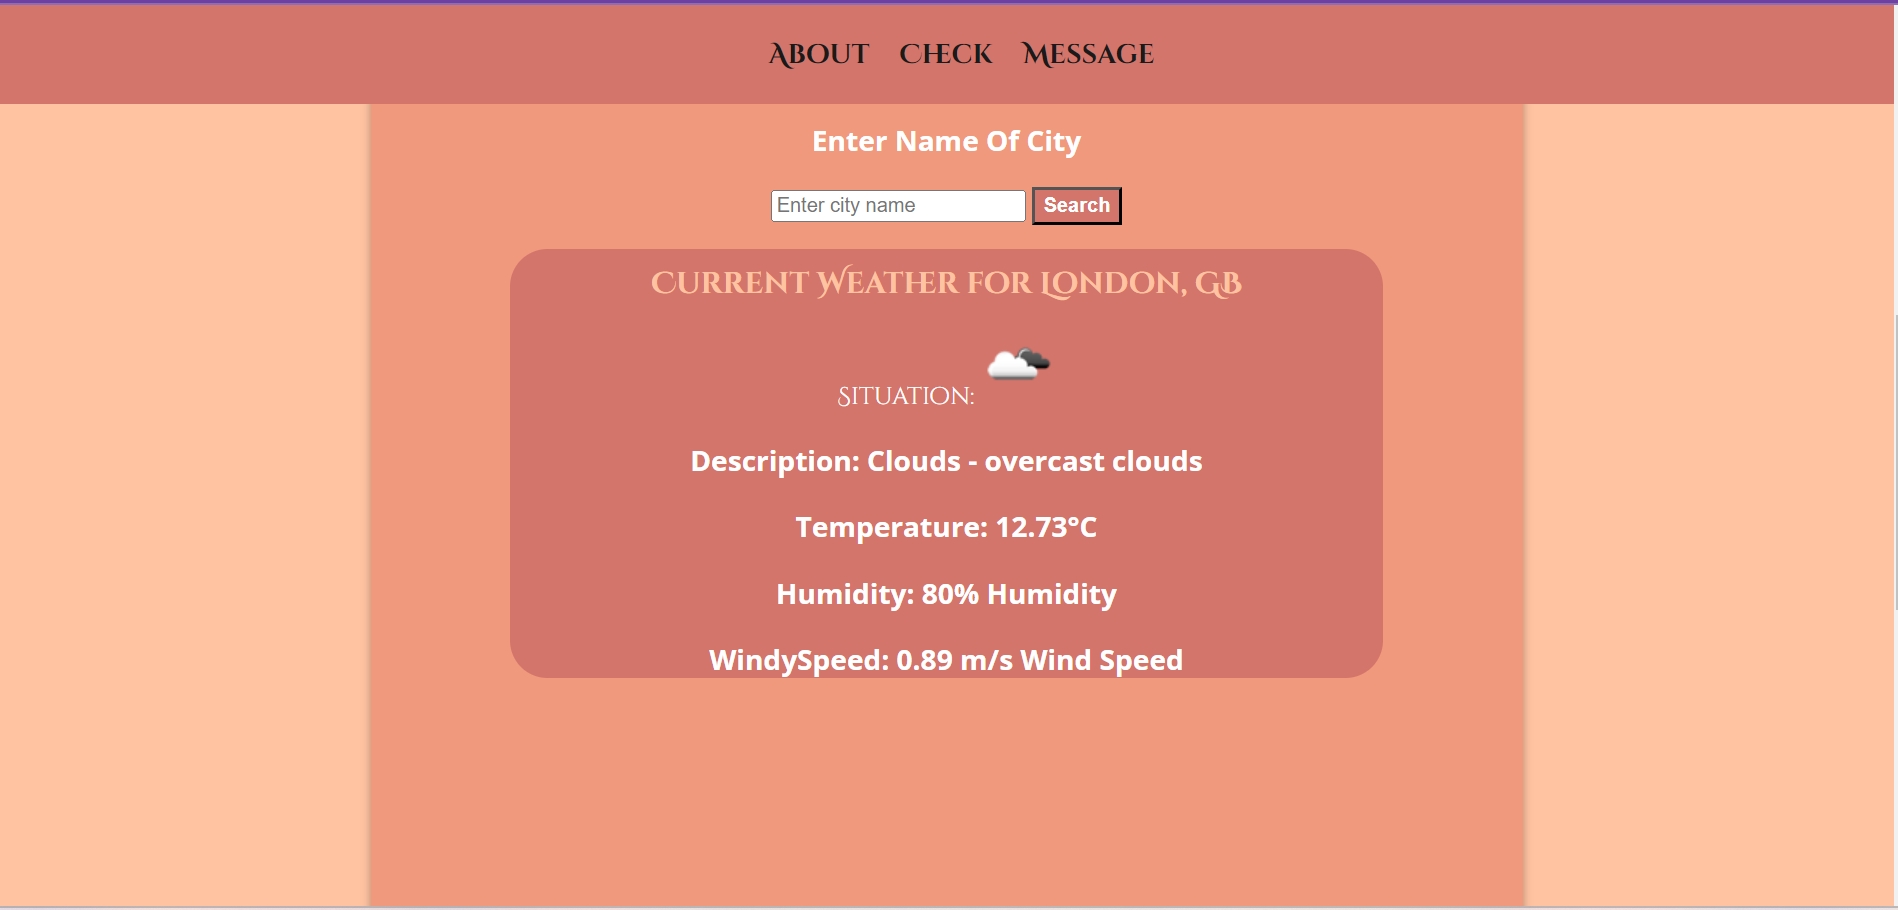 About Check Message
Enter Name Of City
Enter city name Search
Current Weather for London, GB
Situation:
Description: Clouds - overcast clouds
Temperature: 12.73°C
Humidity: 80% Humidity
WindySpeed: 0.89 m/s Wind Speed